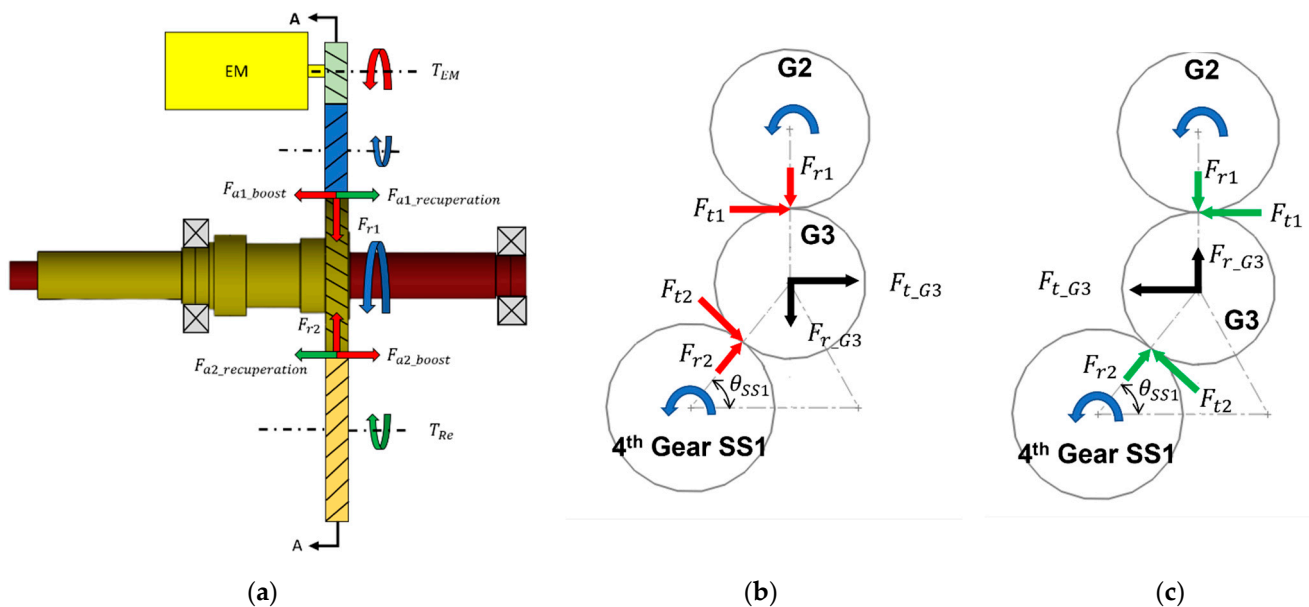 A
EM
T_EM
F_a1_boost
F_a1_recuperation
F_r1
F_r2
F_a2_recuperation
F_a2_boost
T_Re
A
(a)
G2
F_r1
F_t1
G3
F_t2
F_t_G3
F_r_G3
F_r2
θ_SS1
4th Gear SS1
(b)
G2
F_r1
F_t1
F_r_G3
F_t_G3
G3
F_r2
θ_SS1
F_t2
4th Gear SS1
(c)